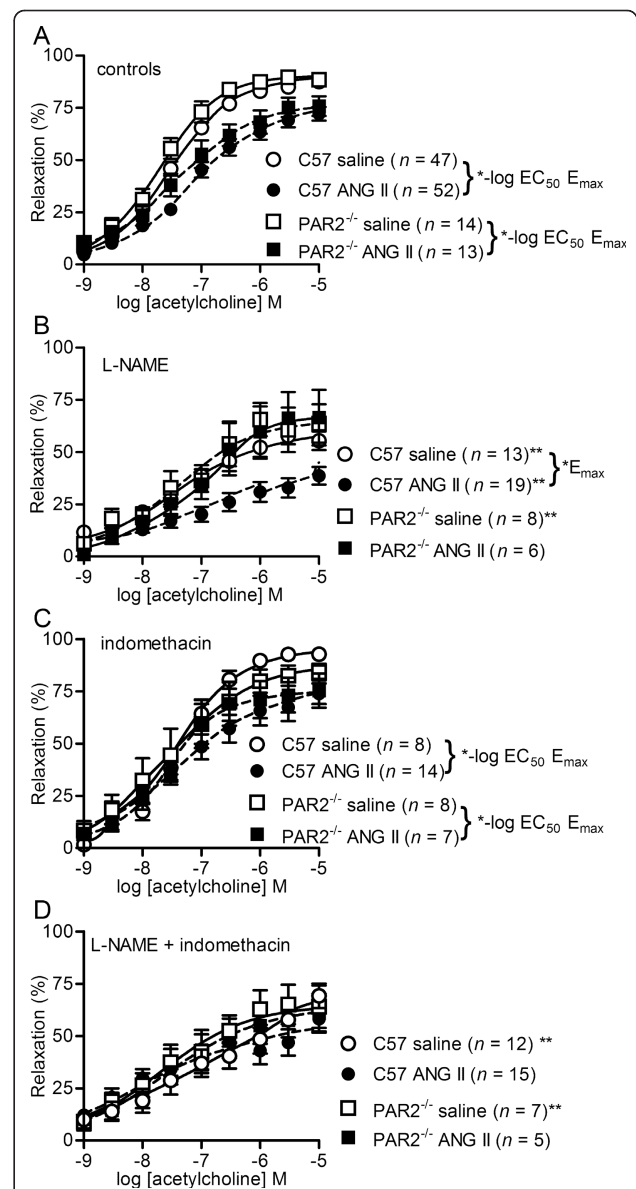 A
controls
100
75
50
25
0
Relaxation (%)
C57 saline (n = 47)
C57 ANG II (n = 52)
*-log EC50 Emax
PAR2-/- saline (n = 14)
PAR2-/- ANG II (n = 13)
*-log EC50 Emax
-9 -8 -7 -6 -5
log [acetylcholine] M
B
L-NAME
100
75
50
25
0
Relaxation (%)
C57 saline (n = 13)**
C57 ANG II (n = 19)**
*Emax
PAR2-/- saline (n = 8)**
PAR2-/- ANG II (n = 6)
-9 -8 -7 -6 -5
log [acetylcholine] M
C
indomethacin
100
75
50
25
0
Relaxation (%)
C57 saline (n = 8)
C57 ANG II (n = 14)
*-log EC50 Emax
PAR2-/- saline (n = 8)
PAR2-/- ANG II (n = 7)
*-log EC50 Emax
-9 -8 -7 -6 -5
log [acetylcholine] M
D
L-NAME + indomethacin
100
75
50
25
0
Relaxation (%)
C57 saline (n = 12) **
C57 ANG II (n = 15)
PAR2-/- saline (n = 7)**
PAR2-/- ANG II (n = 5)
-9 -8 -7 -6 -5
log [acetylcholine] M